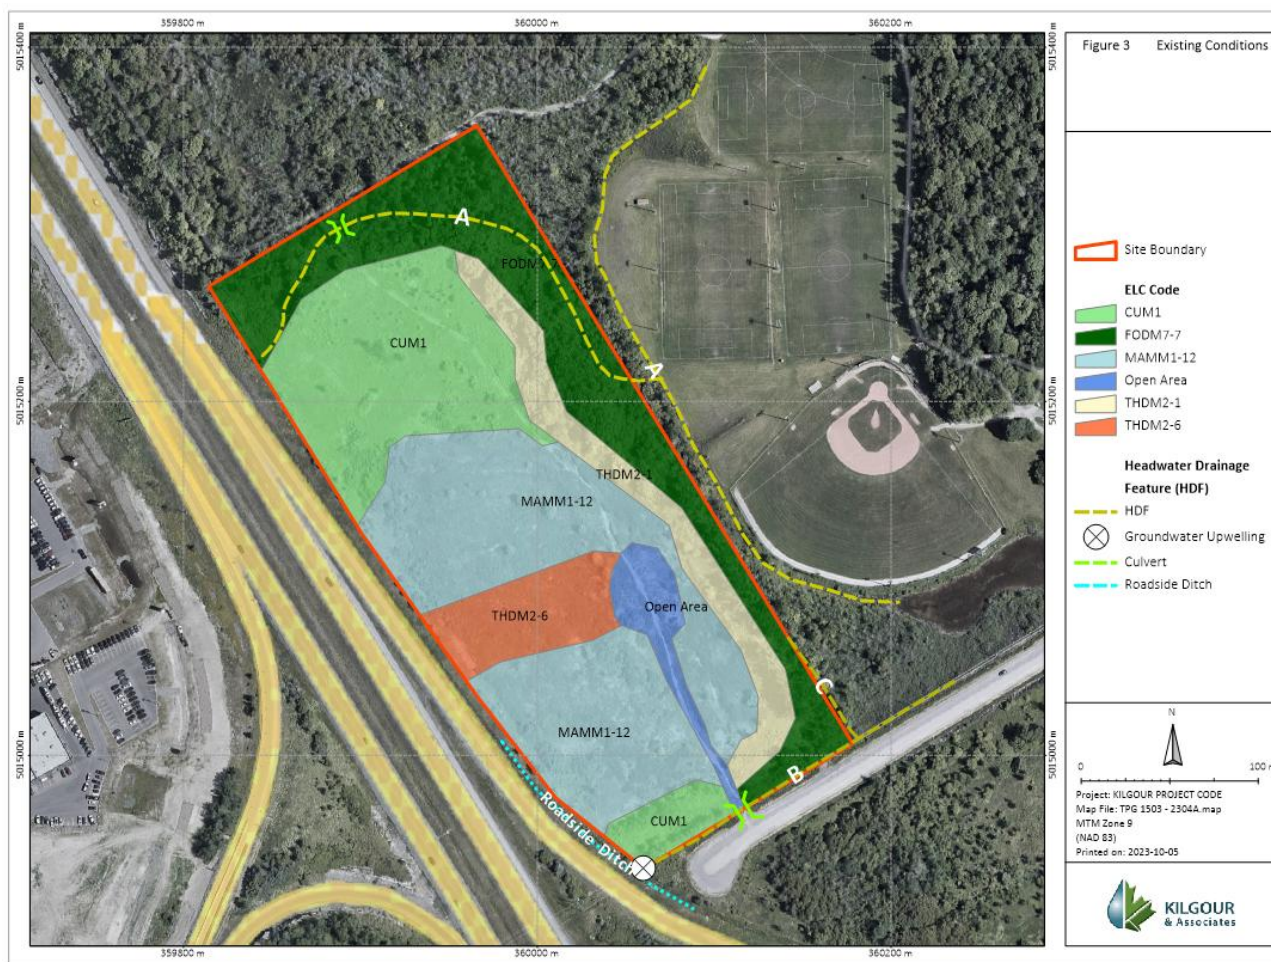 359800 m
360000 m
360200 m
5015400 m
5015400 m
Figure 3 Existing Conditions
A
FODM7-7
CUM1
A
5015200 m
5015200 m
THDM2-1
MAMM1-12
Open Area
THDM2-6
C
MAMM1-12
B
5015000 m
5015000 m
Roadside Ditch
CUM1
359800 m
360000 m
360200 m
Site Boundary
ELC Code
CUM1
FODM7-7
MAMM1-12
Open Area
THDM2-1
THDM2-6
Headwater Drainage
Feature (HDF)
HDF
Groundwater Upwelling
Culvert
Roadside Ditch
N
0 100 m
Project: KILGOUR PROJECT CODE
Map File: TPG 1503 - 2304A.map
MTM Zone 9
(NAD 83)
Printed on: 2023-10-05
KILGOUR
& Associates